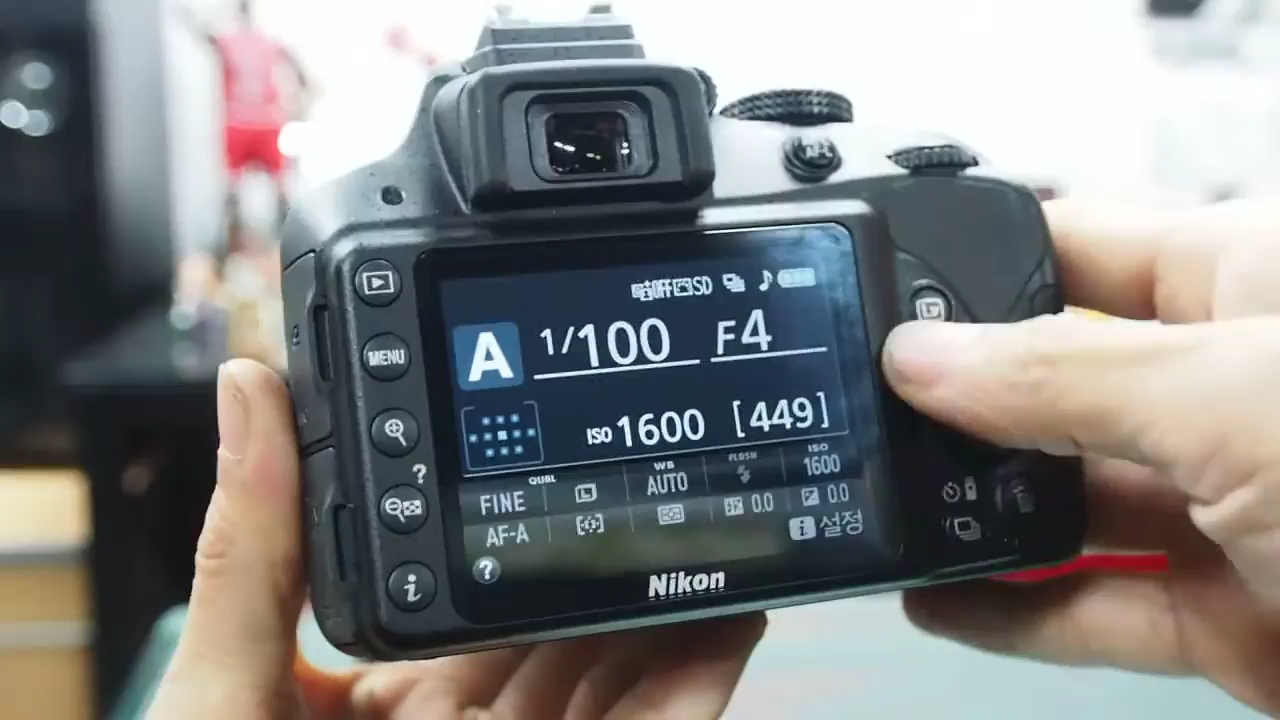 SD
A 1/100 F4
MENU
ISO 1600 [449]
?
QUAL WB FLASH ISO
FINE L AUTO 1600
AF-A 0.0 0.0
i 설정
?
i
Nikon